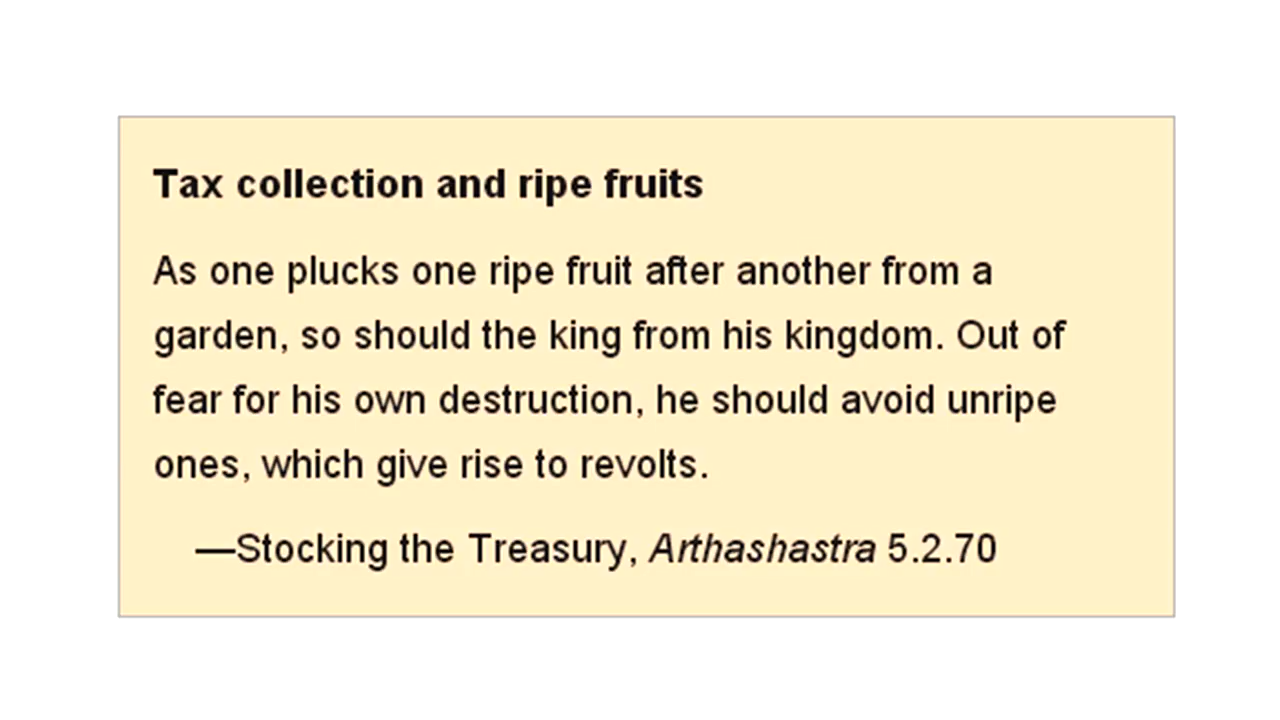 Tax collection and ripe fruits
As one plucks one ripe fruit after another from a
garden, so should the king from his kingdom. Out of
fear for his own destruction, he should avoid unripe
ones, which give rise to revolts.
—Stocking the Treasury, Arthashastra 5.2.70